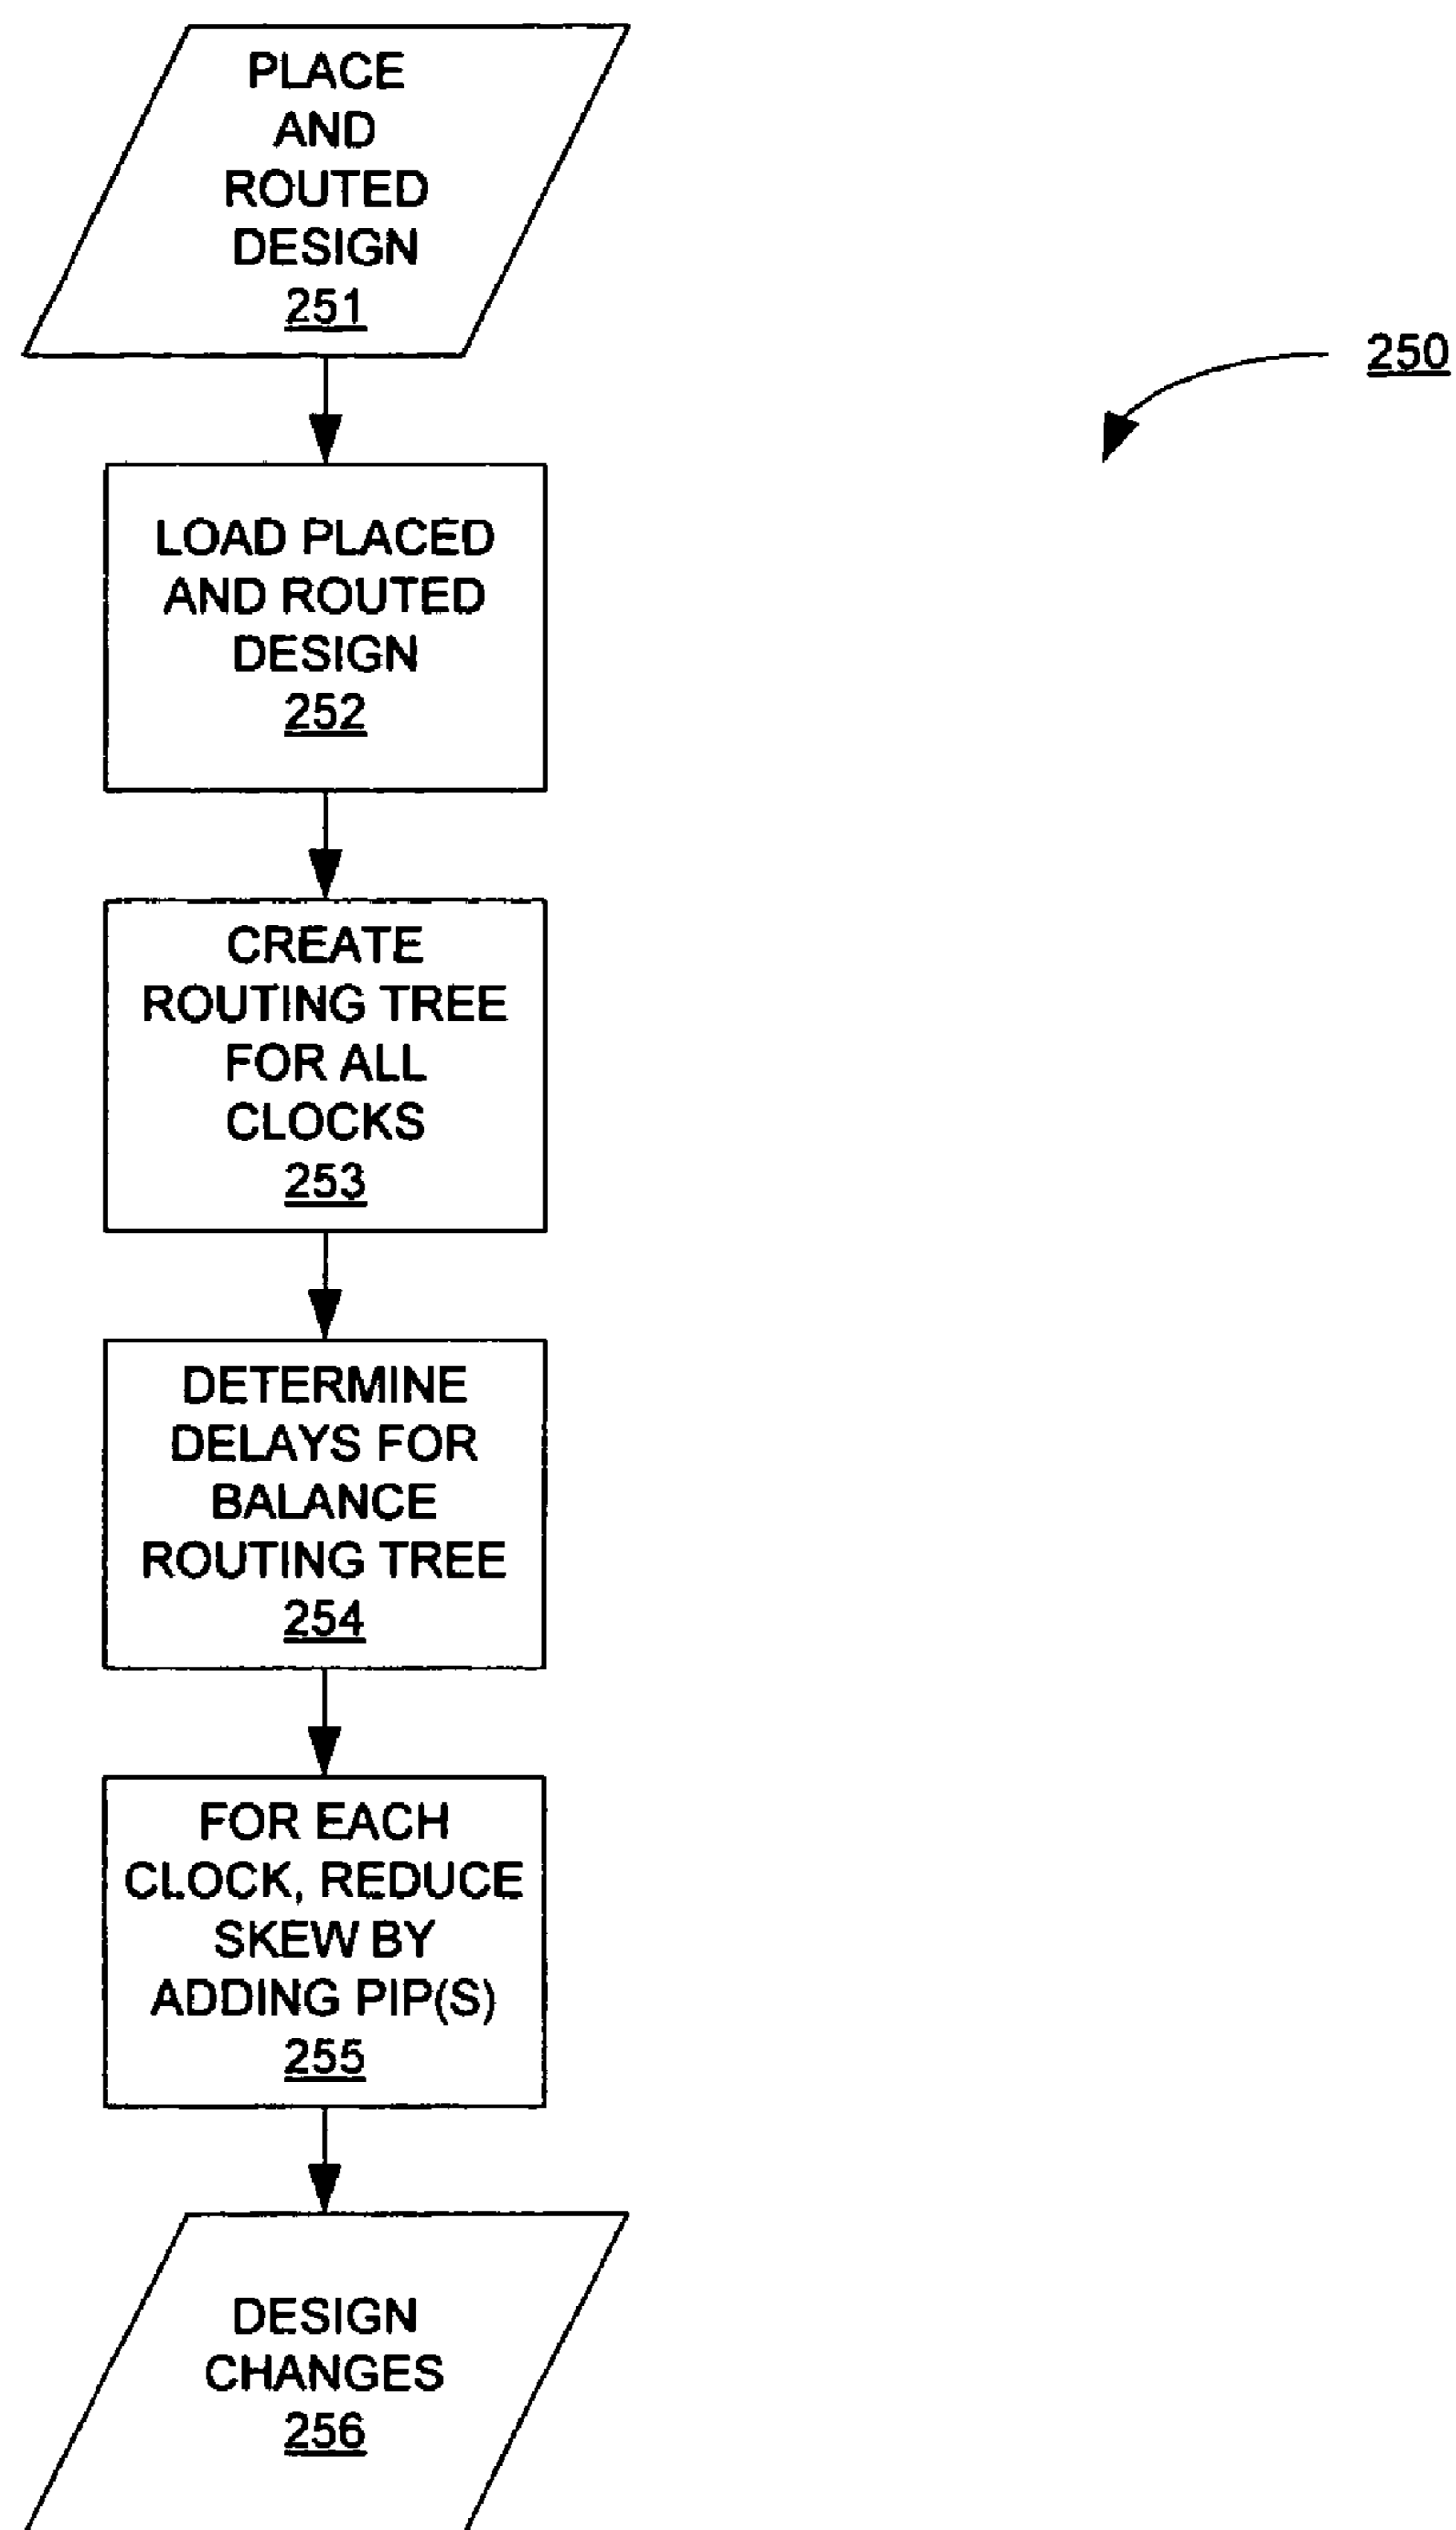 PLACE
AND
ROUTED
DESIGN
251
250
LOAD PLACED
AND ROUTED
DESIGN
252
CREATE
ROUTING TREE
FOR ALL
CLOCKS
253
DETERMINE
DELAYS FOR
BALANCE
ROUTING TREE
254
FOR EACH
CLOCK, REDUCE
SKEW BY
ADDING PIP(S)
255
DESIGN
CHANGES
256